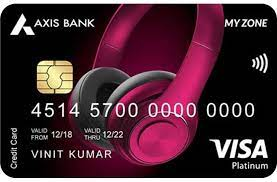 AXIS BANK
MY ZONE
4514 5700 0000 0000
VALID FROM 12/18 VALID THRU 12/22
VINIT KUMAR
Credit Card
VISA
Platinum